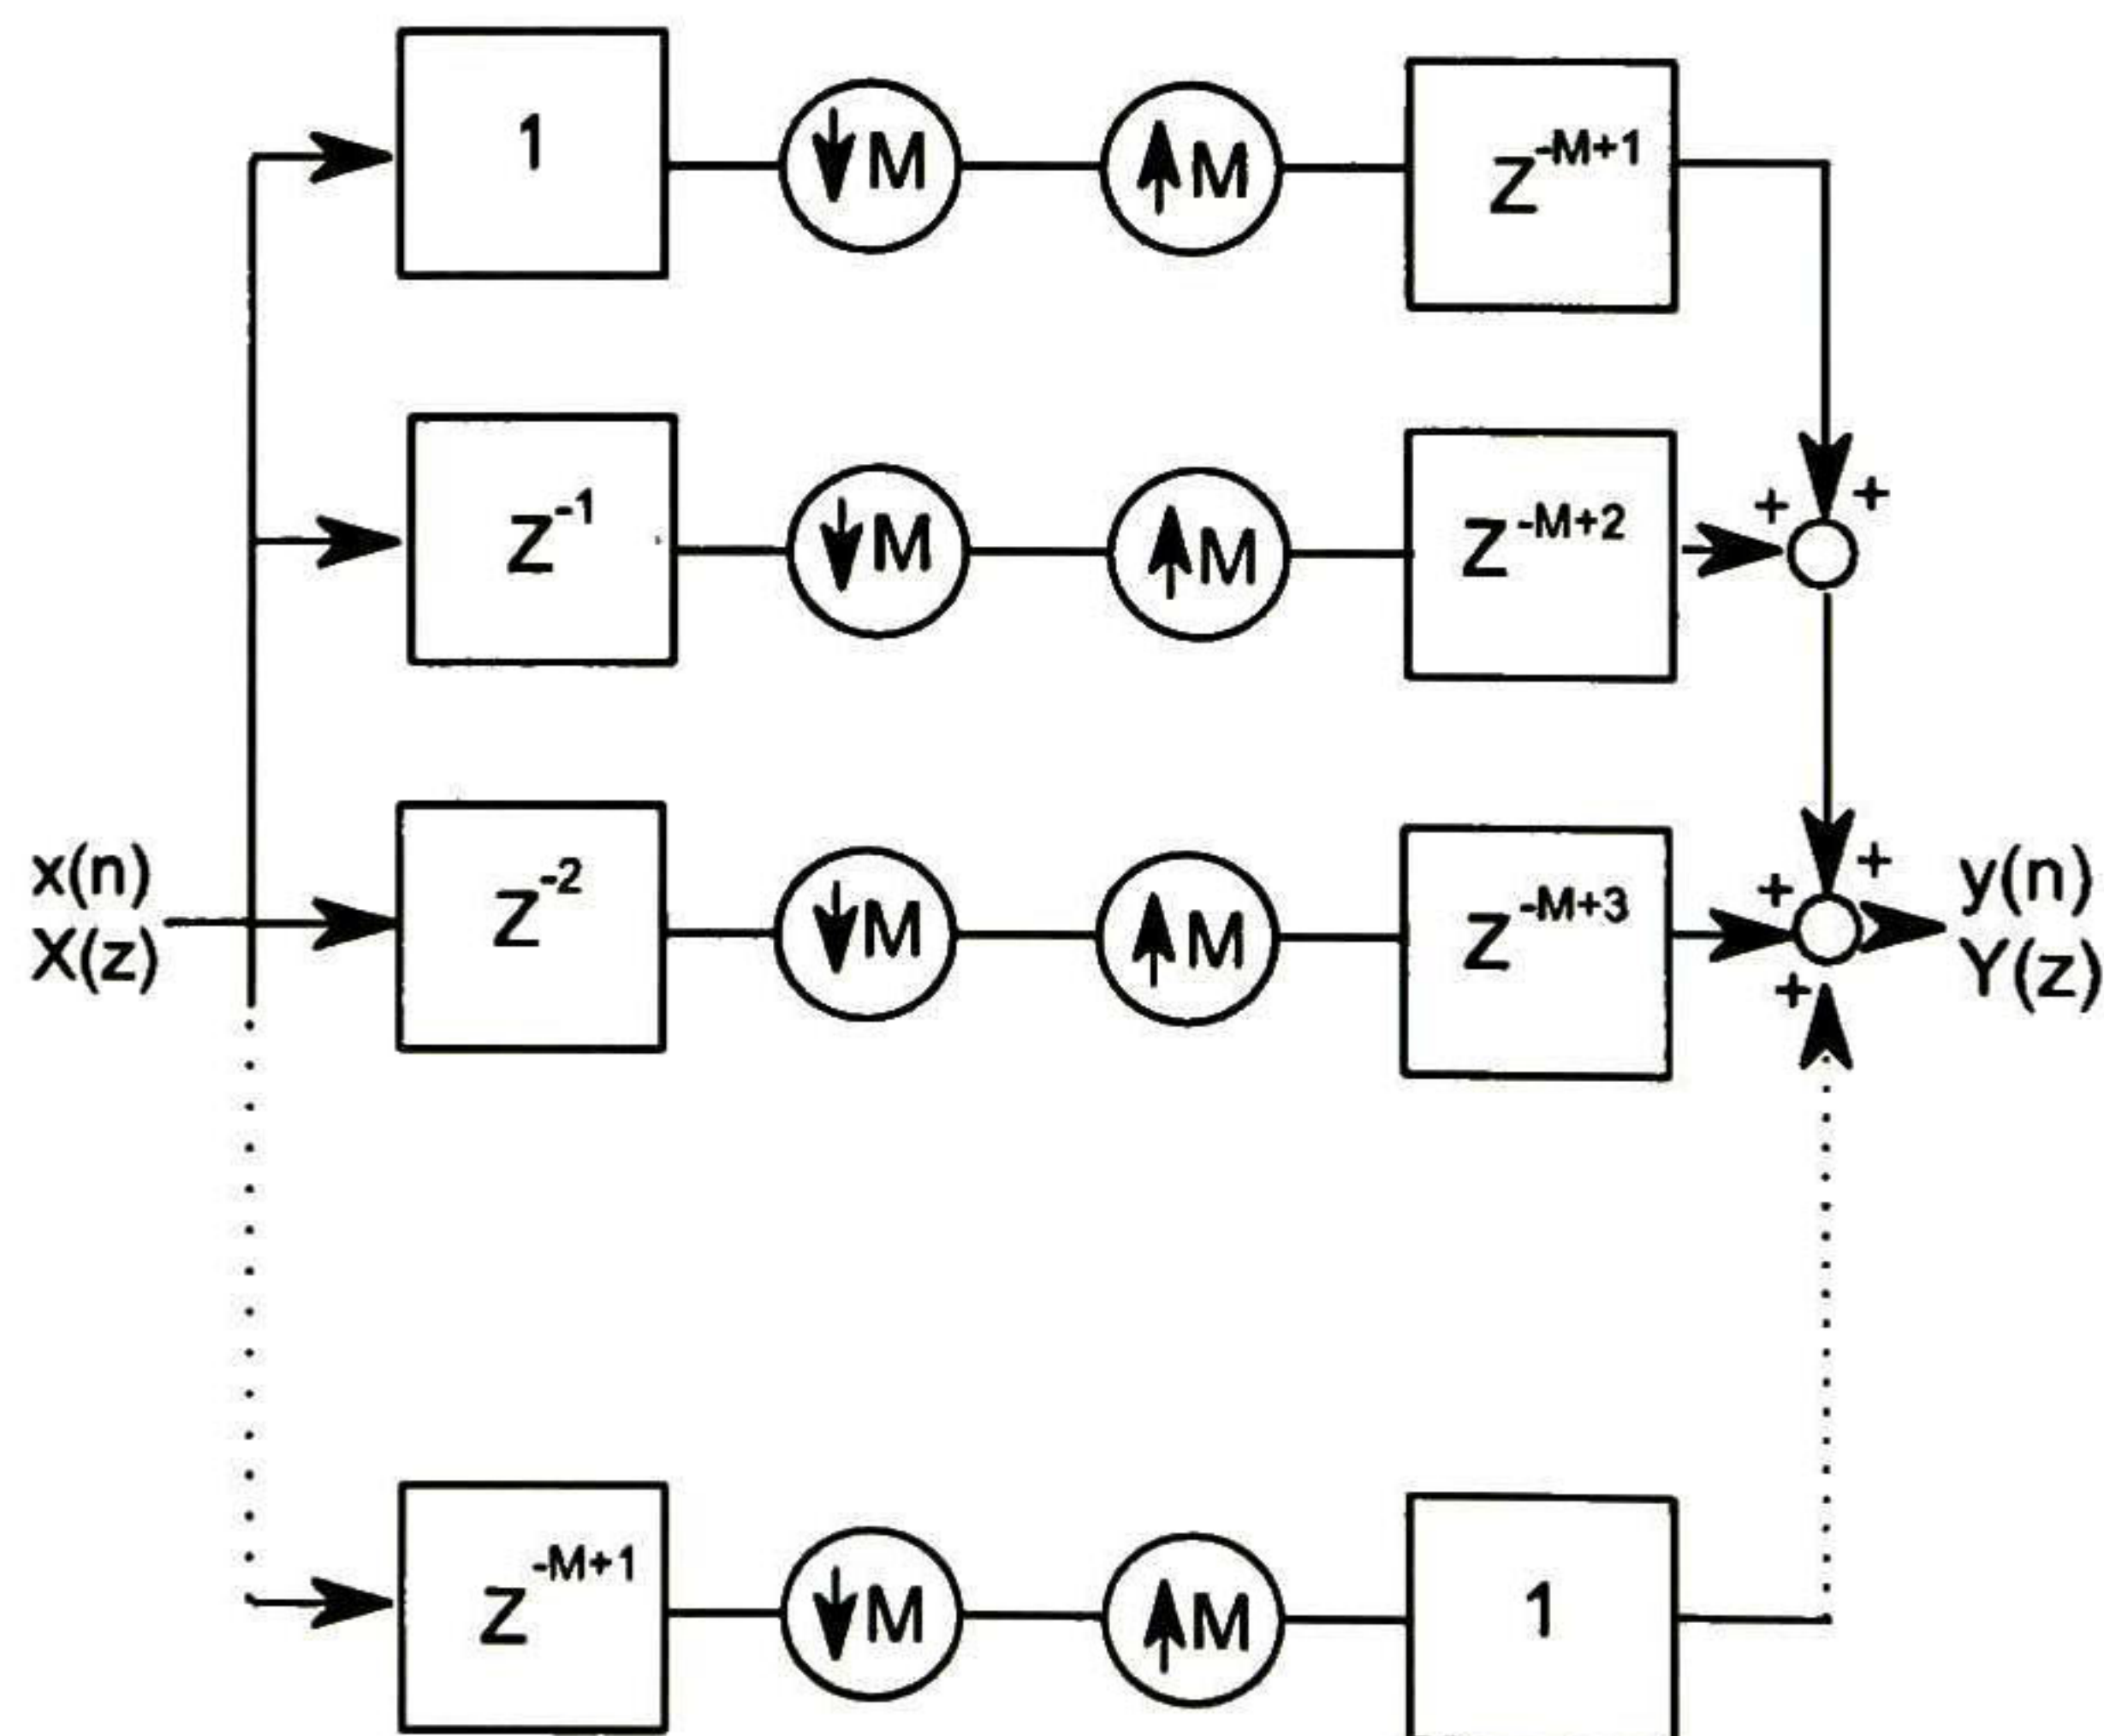 1 ↓M ↑M Z^-M+1
Z^-1 ↓M ↑M Z^-M+2
+ +
x(n)
X(z)
Z^-2 ↓M ↑M Z^-M+3
+ +
+
y(n)
Y(z)
Z^-M+1 ↓M ↑M 1